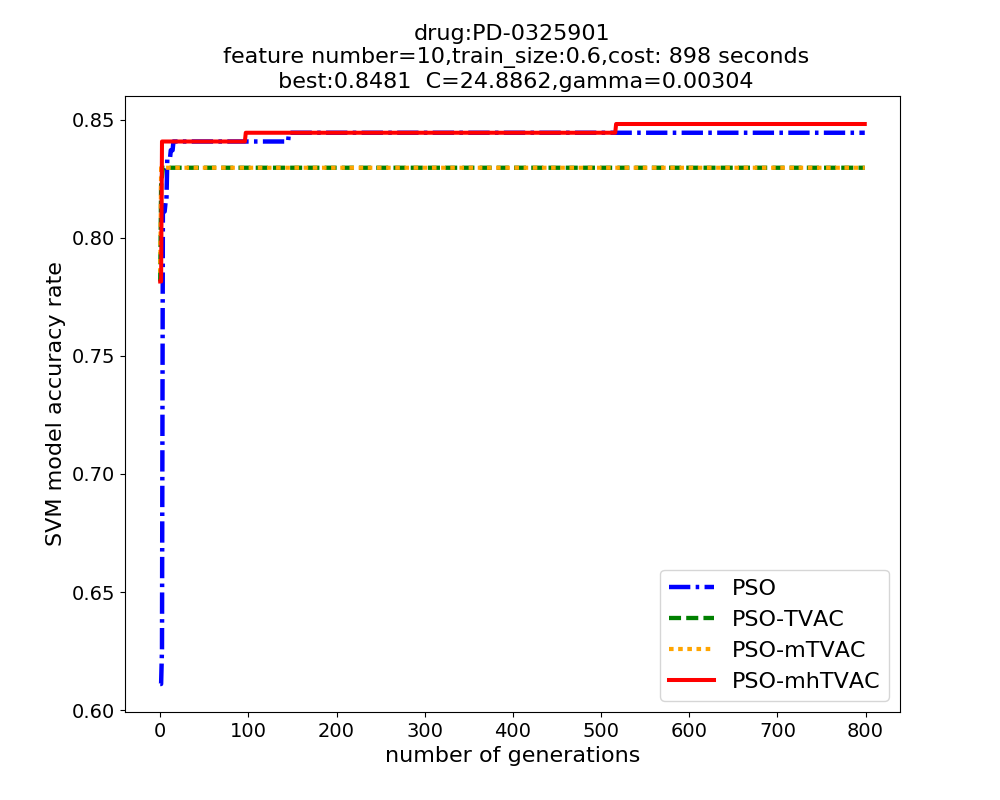 drug:PD-0325901
feature number=10,train_size:0.6,cost: 898 seconds
best:0.8481  C=24.8862,gamma=0.00304
0.85
0.80
0.75
0.70
0.65
0.60
SVM model accuracy rate
PSO
PSO-TVAC
PSO-mTVAC
PSO-mhTVAC
0 100 200 300 400 500 600 700 800
number of generations